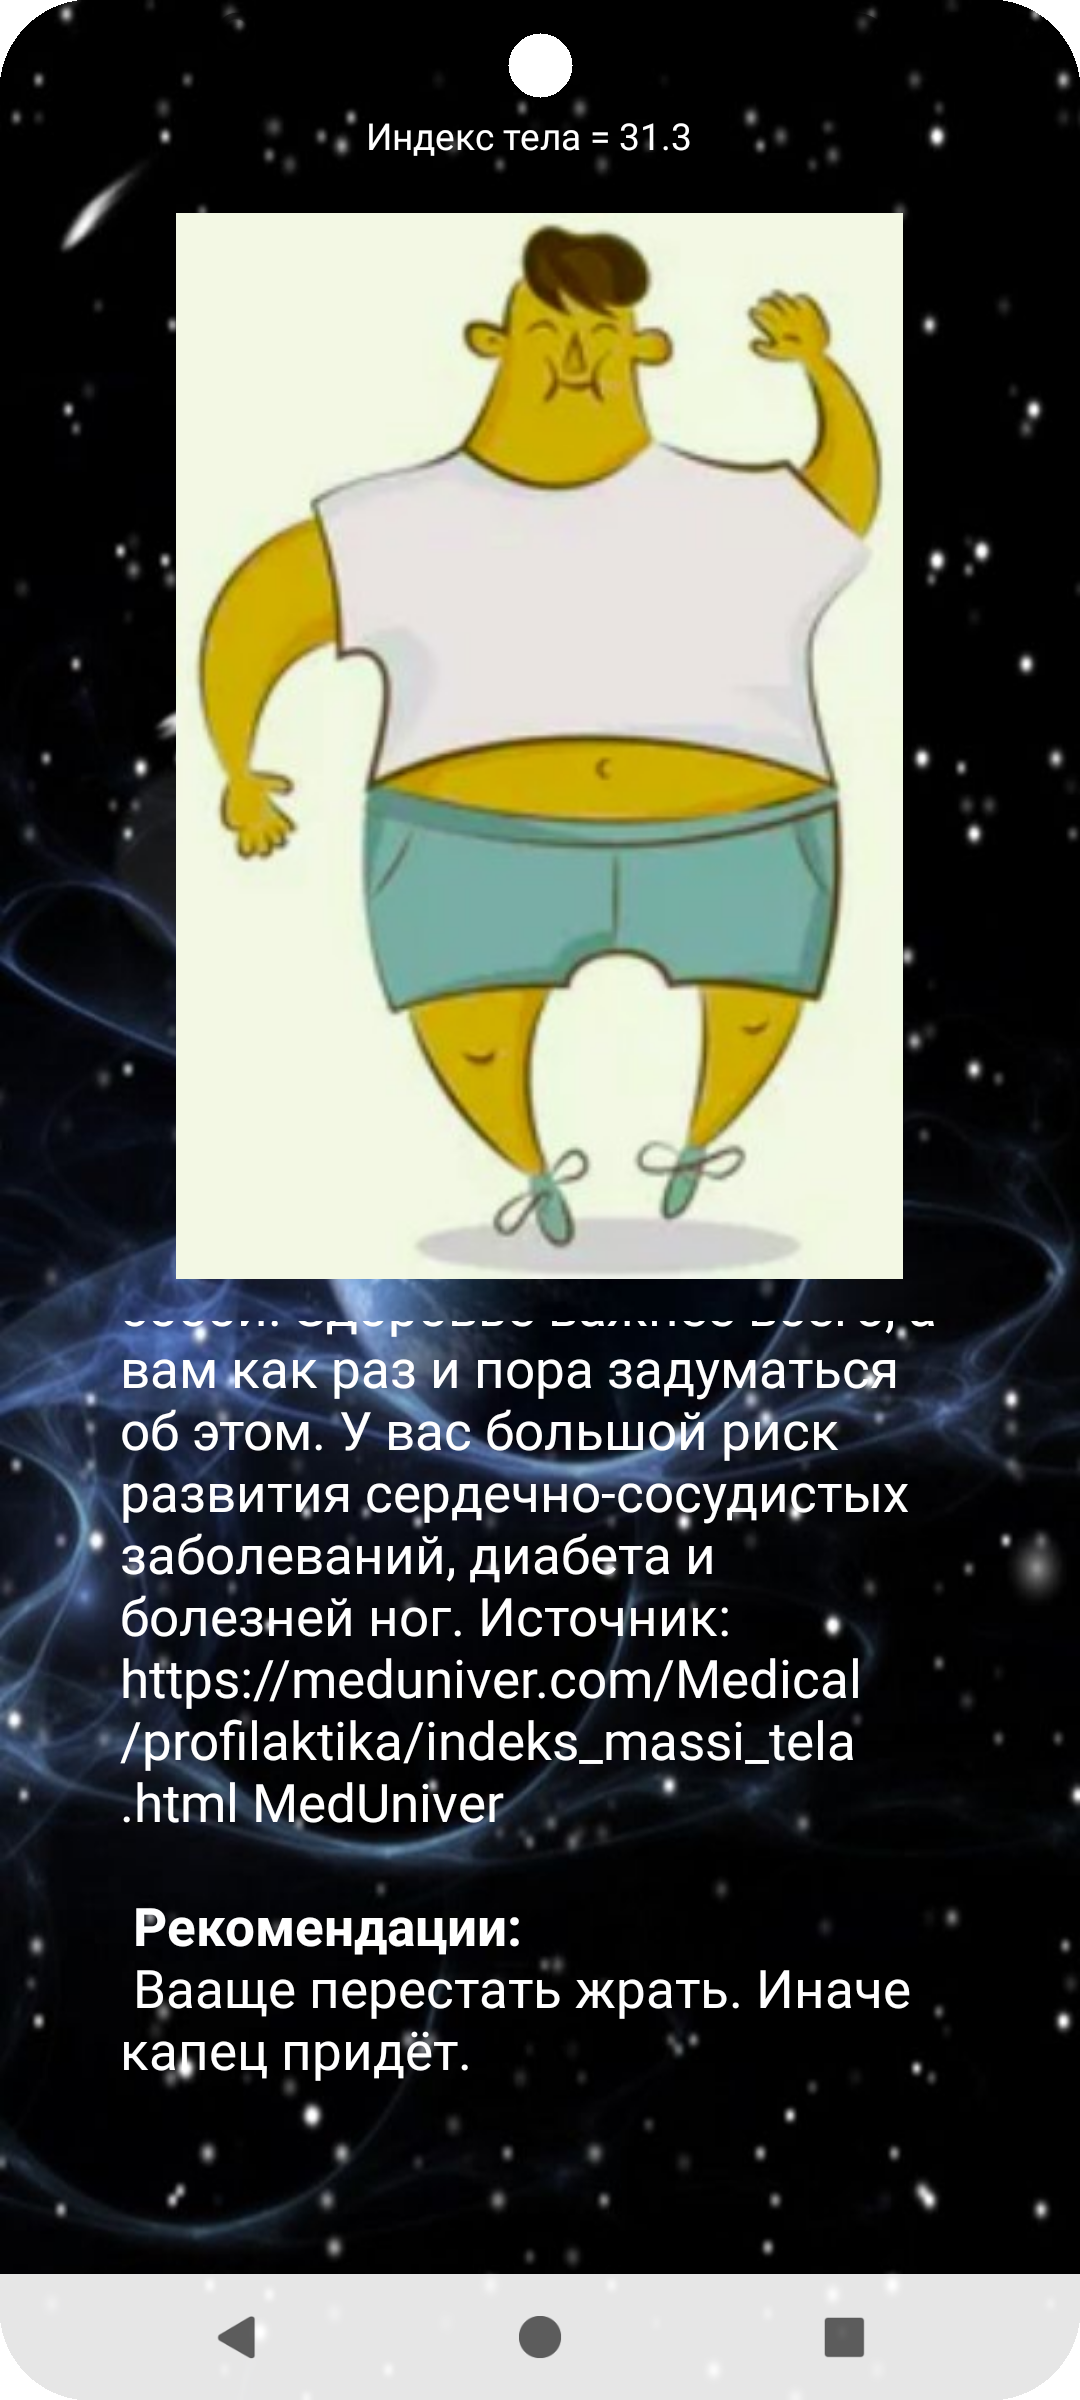 Индекс тела = 31.3
вам как раз и пора задуматься
об этом. У вас большой риск
развития сердечно-сосудистых
заболеваний, диабета и
болезней ног. Источник:
https://meduniver.com/Medical
/profilaktika/indeks_massi_tela
.html MedUniver
Рекомендации:
Вааще перестать жрать. Иначе
капец придёт.